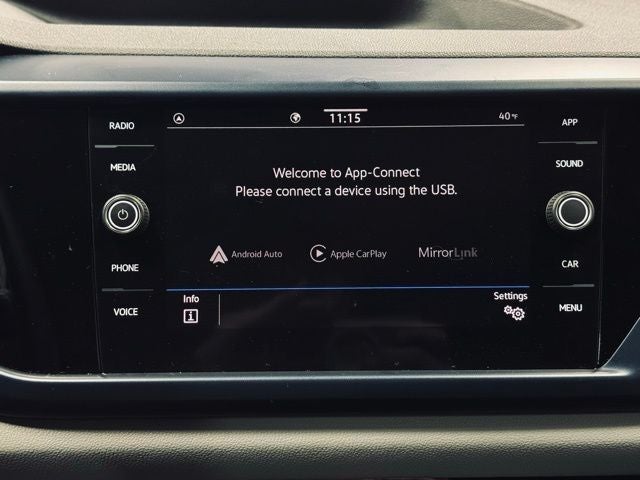 11:15
40°F
RADIO
MEDIA
PHONE
VOICE
Welcome to App-Connect
Please connect a device using the USB.
Android Auto
Apple CarPlay
MirrorLink
Info
Settings
APP
SOUND
CAR
MENU